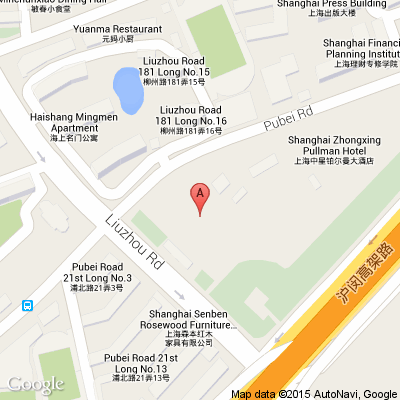 Minchunxiao Dining Hall
敏春小食堂
Yuanma Restaurant
元妈小厨
Shanghai Press Building
上海出版大楼
Liuzhou Road
181 Long No.15
柳州路181弄15号
Shanghai Financi
Planning Institut
上海理财专修学院
Liuzhou Road
181 Long No.16
柳州路181弄16号
Pubei Rd
Haishang Mingmen
Apartment
海上名门公寓
Shanghai Zhongxing
Pullman Hotel
上海中星铂尔曼大酒店
A
Liuzhou Rd
沪闵高架路
Pubei Road
21st Long No.3
浦北路21弄3号
Shanghai Senben
Rosewood Furniture...
上海森本红木
家具有限公司
Pubei Road 21st
Long No.13
浦北路21弄13号
Google
Map data ©2015 AutoNavi, Google